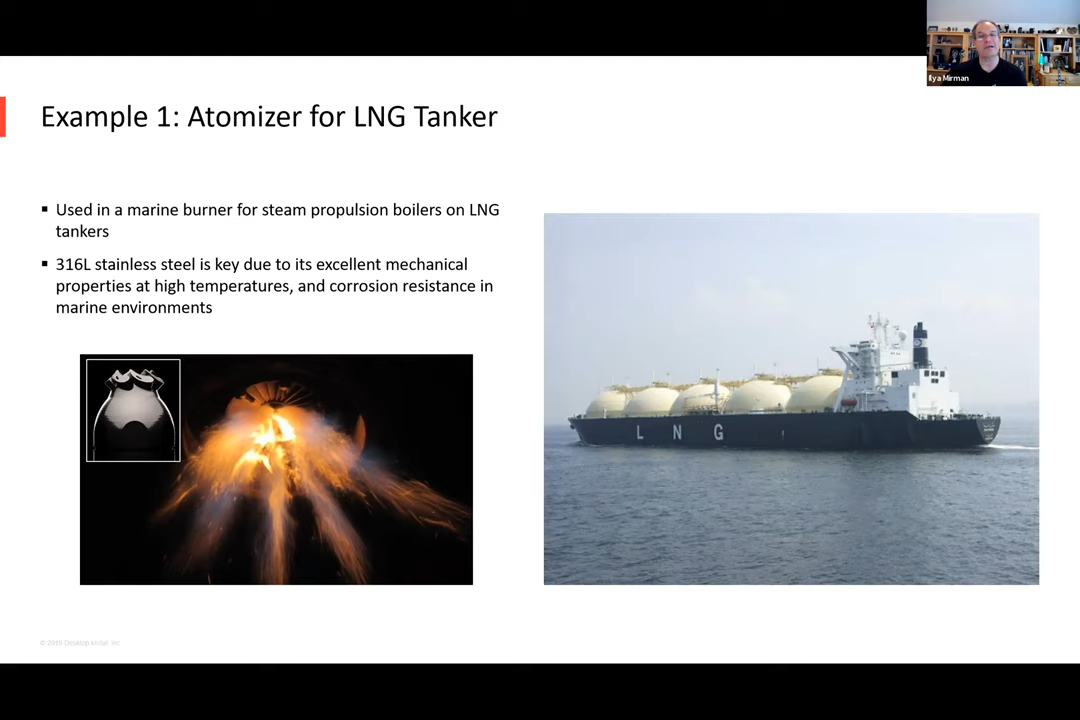 Ilya Mirman
Example 1: Atomizer for LNG Tanker
▪ Used in a marine burner for steam propulsion boilers on LNG
tankers
▪ 316L stainless steel is key due to its excellent mechanical
properties at high temperatures, and corrosion resistance in
marine environments
L N G
© 2019 Desktop Metal, Inc